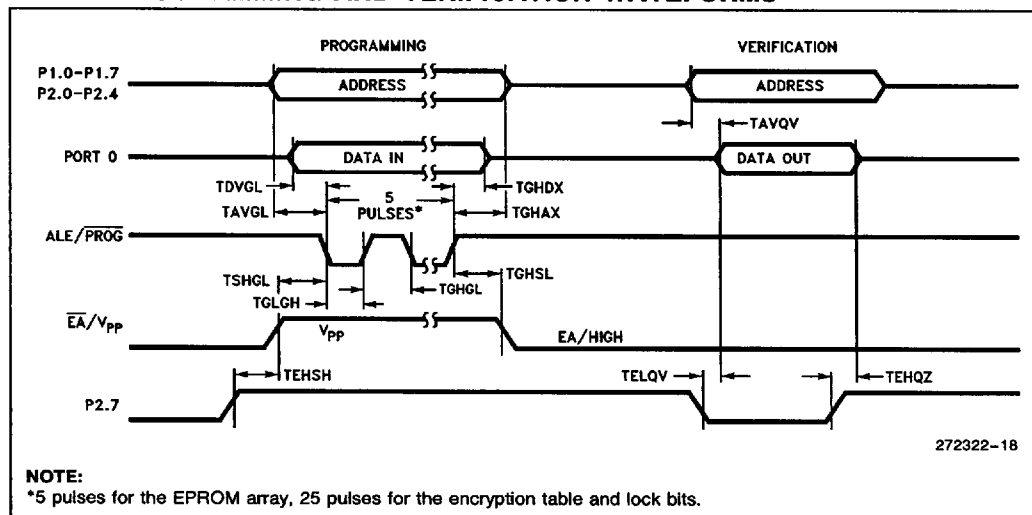 PROGRAMMING VERIFICATION
P1.0–P1.7
P2.0–P2.4
ADDRESS ADDRESS
TAVQV
PORT 0 DATA IN DATA OUT
TDVGL 5 TGHDX
TAVGL PULSES* TGHAX
ALE/PROG
TSHGL TGHSL
TGLGH TGHGL
EA/VPP VPP EA/HIGH
TEHSH TELQV TEHQZ
P2.7
272322–18
NOTE:
*5 pulses for the EPROM array, 25 pulses for the encryption table and lock bits.